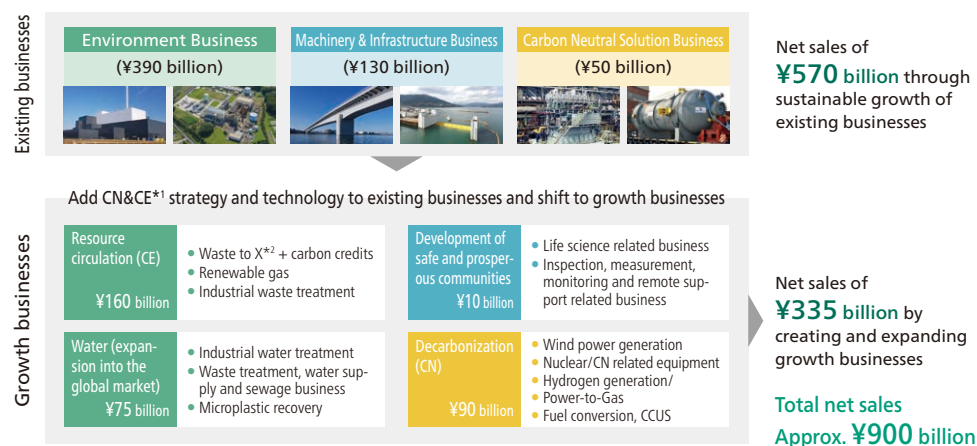 Existing businesses
Environment Business
(¥390 billion)
Machinery & Infrastructure Business
(¥130 billion)
Carbon Neutral Solution Business
(¥50 billion)
Net sales of
¥570 billion through
sustainable growth of
existing businesses
Add CN&CE*1 strategy and technology to existing businesses and shift to growth businesses
Growth businesses
Resource
circulation (CE)
¥160 billion
• Waste to X*2 + carbon credits
• Renewable gas
• Industrial waste treatment
Development of
safe and prosper-
ous communities
¥10 billion
• Life science related business
• Inspection, measurement,
monitoring and remote sup-
port related business
Water (expan-
sion into the
global market)
¥75 billion
• Industrial water treatment
• Waste treatment, water sup-
ply and sewage business
• Microplastic recovery
Decarbonization
(CN)
¥90 billion
• Wind power generation
• Nuclear/CN related equipment
• Hydrogen generation/
• Power-to-Gas
• Fuel conversion, CCUS
Net sales of
¥335 billion by
creating and expanding
growth businesses
Total net sales
Approx. ¥900 billion